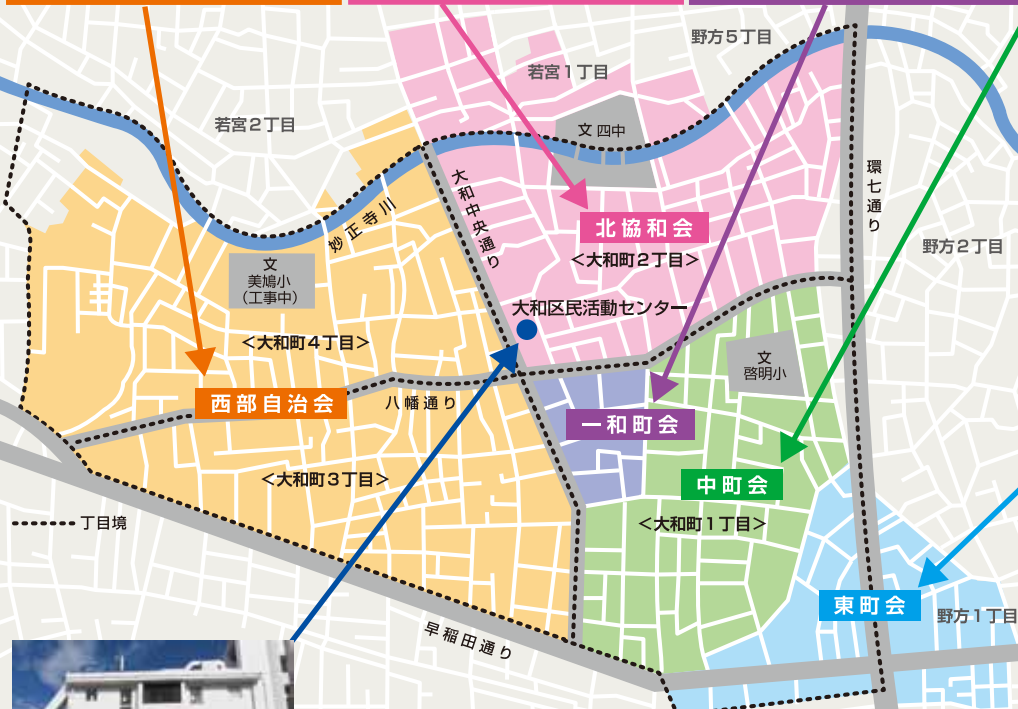 野方５丁目
若宮１丁目
若宮２丁目
文 四中
環七通り
大和中央通り
妙正寺川
北協和会
野方２丁目
＜大和町２丁目＞
文
美鳩小
（工事中）
大和区民活動センター
＜大和町４丁目＞
文
啓明小
西部自治会
八幡通り
一和町会
＜大和町３丁目＞
中町会
丁目境
＜大和町１丁目＞
東町会
野方１丁目
早稲田通り